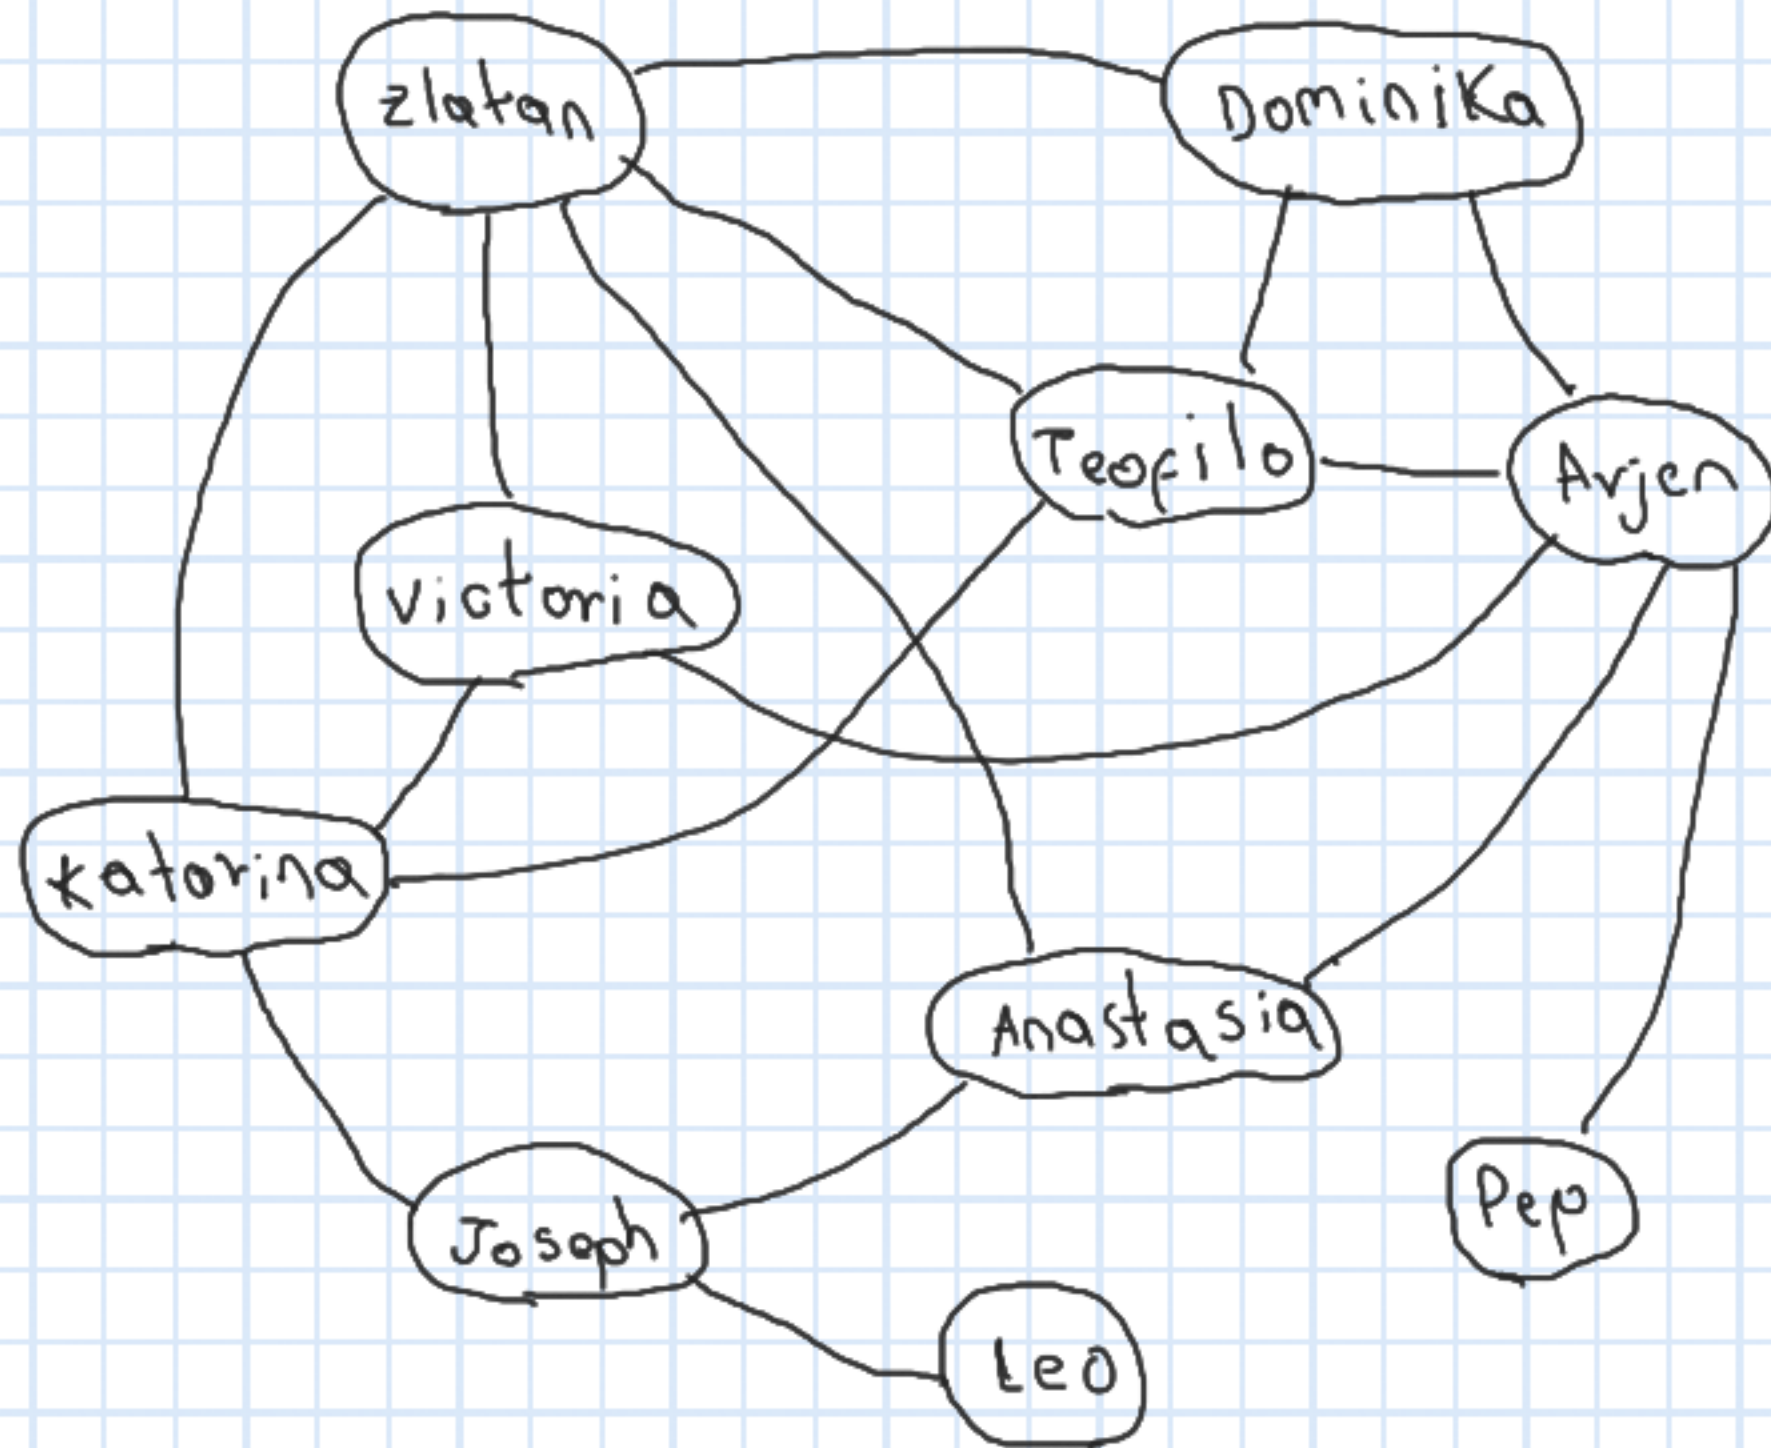 zlatan
Dominika
Teofilo
Arjen
victoria
katorina
Anastasia
Pep
Joseph
Leo